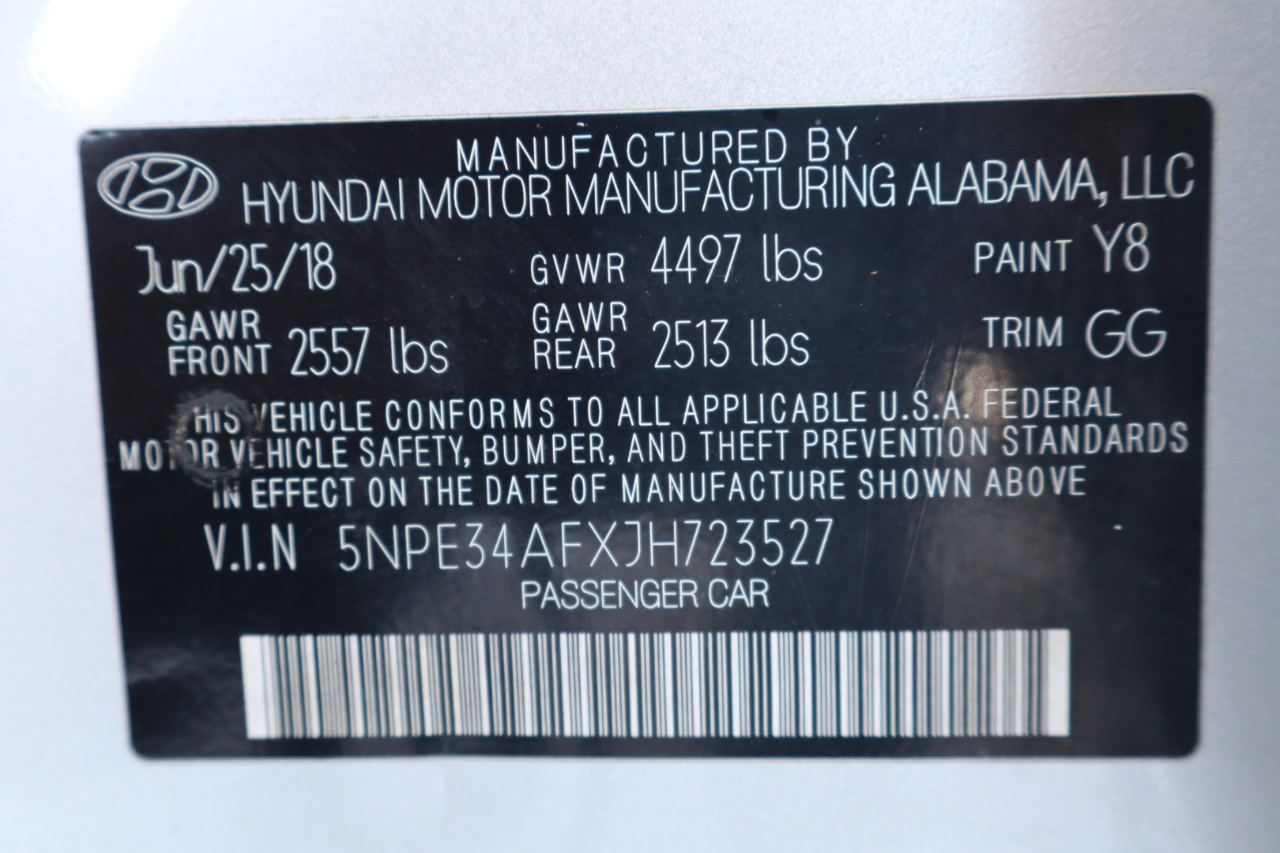 MANUFACTURED BY
HYUNDAI MOTOR MANUFACTURING ALABAMA, LLC
Jun/25/18 GVWR 4497 lbs PAINT Y8
GAWR FRONT 2557 lbs GAWR REAR 2513 lbs TRIM GG
HIS VEHICLE CONFORMS TO ALL APPLICABLE U.S.A. FEDERAL
MOTOR VEHICLE SAFETY, BUMPER, AND THEFT PREVENTION STANDARDS
IN EFFECT ON THE DATE OF MANUFACTURE SHOWN ABOVE
V.I.N 5NPE34AFXJH723527
PASSENGER CAR